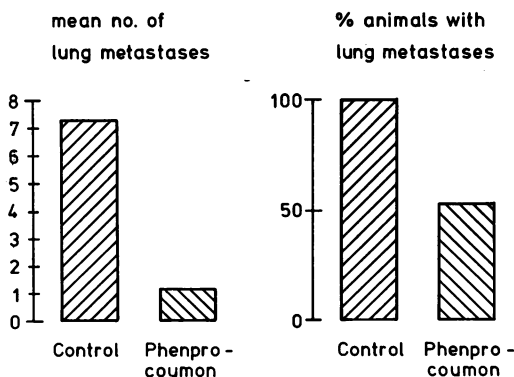 mean no. of
lung metastases
8
7
6
5
4
3
2
1
0
Control
Phenpro-
coumon
% animals with
lung metastases
100
50
0
Control
Phenpro-
coumon